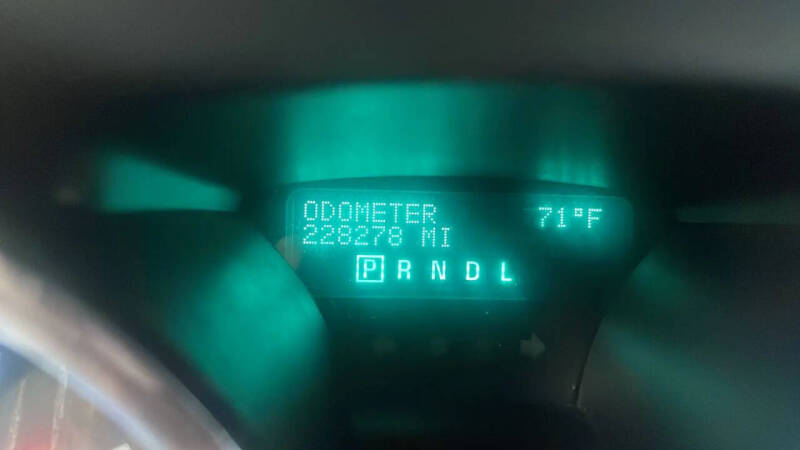 ODOMETER 71°F
228278 MI
P R N D L